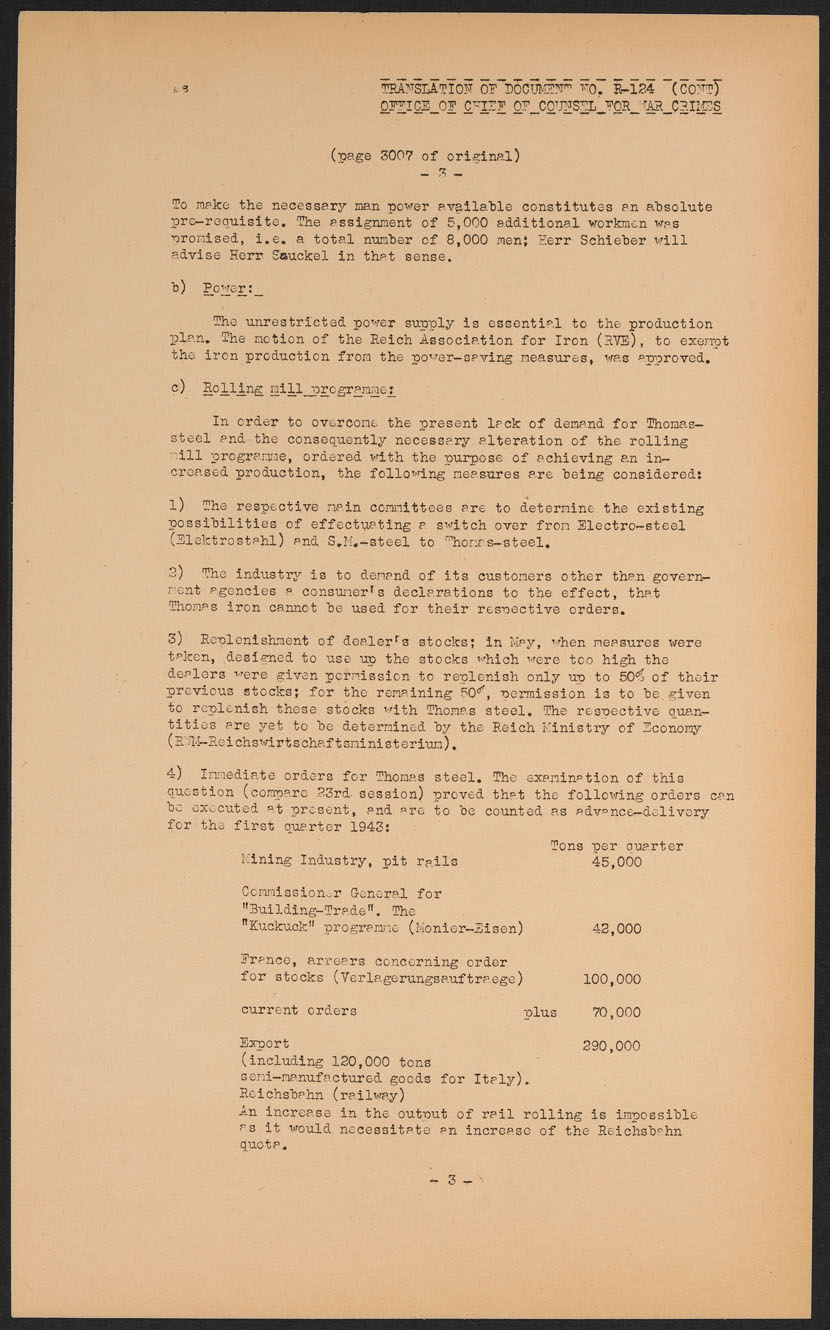 TRANSLATION OF DOCUMENT NO. R-124 (CONT)
OFFICE OF CHIEF OF COUNSEL FOR WAR CRIMES
(page 3007 of original)
- 3 -
To make the necessary man power available constitutes an absolute
pre-requisite. The assignment of 5,000 additional workmen was
promised, i.e. a total number of 8,000 men; Herr Schieber will
advise Herr Sauckel in that sense.
b) Power:
The unrestricted power supply is essential to the production
plan. The motion of the Reich Association for Iron (RVE), to exempt
the iron production from the power-saving measures, was approved.
c) Rolling mill programme:
In order to overcome the present lack of demand for Thomas-
steel and the consequently necessary alteration of the rolling
mill programme, ordered with the purpose of achieving an in-
creased production, the following measures are being considered:
1) The respective main committees are to determine the existing
possibilities of effectuating a switch over from Electro-steel
(Elektrostahl) and S.M.-steel to Thomas-steel.
2) The industry is to demand of its customers other than govern-
ment agencies a consumer's declarations to the effect, that
Thomas iron cannot be used for their respective orders.
3) Replenishment of dealer's stocks; in May, when measures were
taken, designed to use up the stocks which were too high the
dealers were given permission to replenish only up to 50% of their
previous stocks; for the remaining 50%, permission is to be given
to replenish these stocks with Thomas steel. The respective quan-
tities are yet to be determined by the Reich Ministry of Economy
(RWM-Reichswirtschaftsministerium).
4) Immediate orders for Thomas steel. The examination of this
question (compare 23rd session) proved that the following orders can
be executed at present, and are to be counted as advance-delivery
for the first quarter 1943:
Tons per quarter
Mining Industry, pit rails 45,000
Commissioner General for
"Building-Trade". The
"Kuckuck" programme (Monier-Eisen) 42,000
France, arrears concerning order
for stocks (Verlagerungsauftraege) 100,000
current orders plus 70,000
Export 290,000
(including 120,000 tons
semi-manufactured goods for Italy).
Reichsbahn (railway)
An increase in the output of rail rolling is impossible
as it would necessitate an increase of the Reichsbahn
quota.
- 3 -